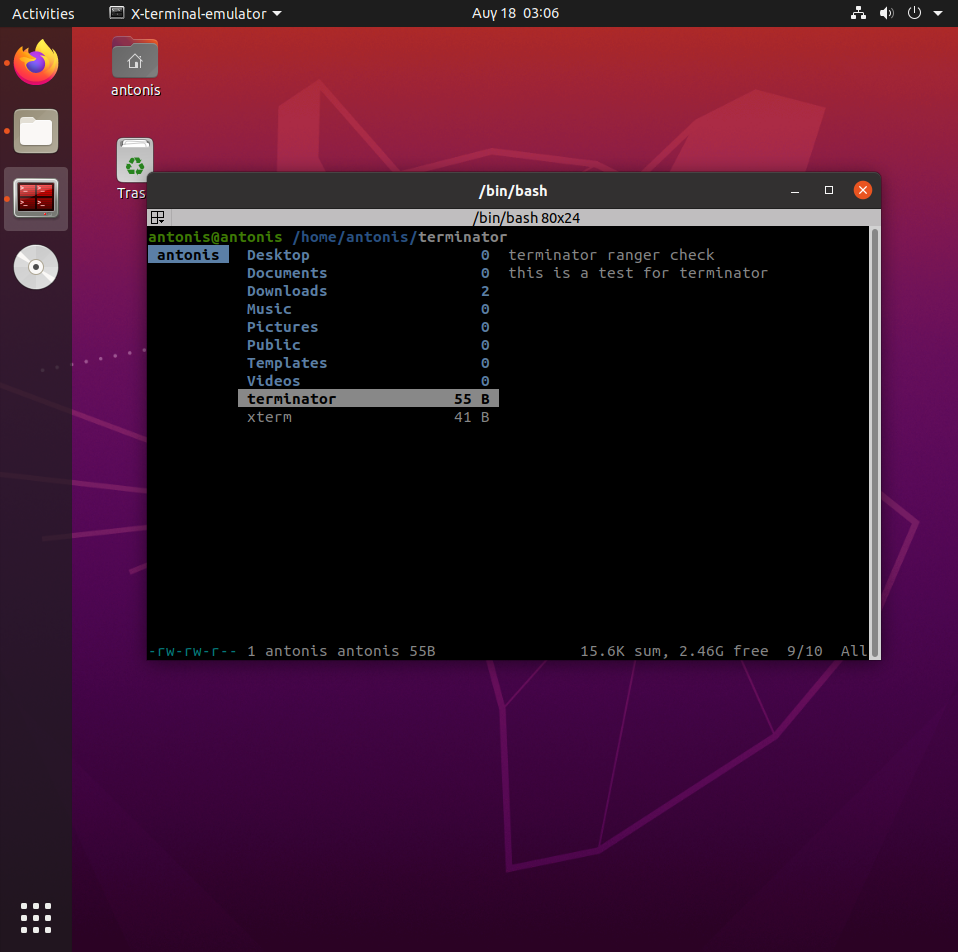 Activities X-terminal-emulator Αυγ 18 03:06
antonis
Tras
/bin/bash
/bin/bash 80x24
antonis@antonis /home/antonis/terminator
antonis Desktop 0 terminator ranger check
Documents 0 this is a test for terminator
Downloads 2
Music 0
Pictures 0
Public 0
Templates 0
Videos 0
terminator 55 B
xterm 41 B
-rw-rw-r-- 1 antonis antonis 55B 15.6K sum, 2.46G free 9/10 All